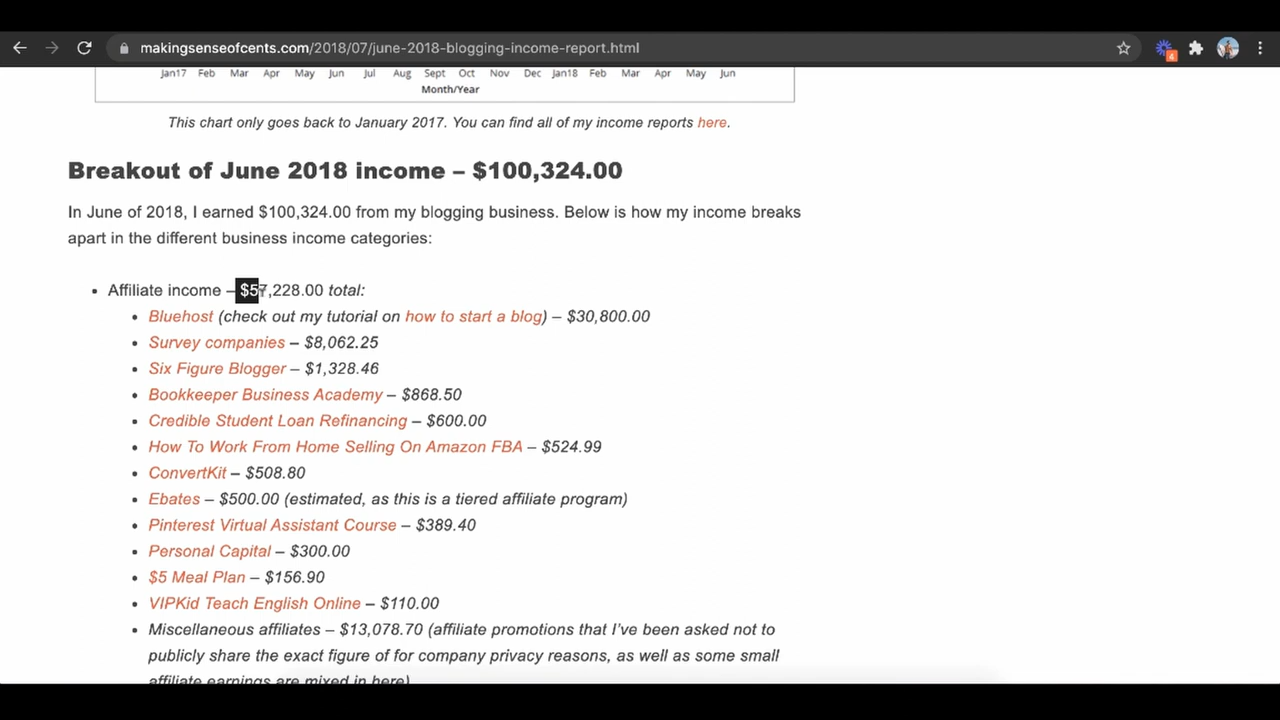 makingsenseofcents.com/2018/07/june-2018-blogging-income-report.html
4
Jan17 Feb Mar Apr May Jun Jul Aug Sept Oct Nov Dec Jan18 Feb Mar Apr May Jun
Month/Year
This chart only goes back to January 2017. You can find all of my income reports here.
Breakout of June 2018 income – $100,324.00
In June of 2018, I earned $100,324.00 from my blogging business. Below is how my income breaks
apart in the different business income categories:
Affiliate income – $57,228.00 total:
Bluehost (check out my tutorial on how to start a blog) – $30,800.00
Survey companies – $8,062.25
Six Figure Blogger – $1,328.46
Bookkeeper Business Academy – $868.50
Credible Student Loan Refinancing – $600.00
How To Work From Home Selling On Amazon FBA – $524.99
ConvertKit – $508.80
Ebates – $500.00 (estimated, as this is a tiered affiliate program)
Pinterest Virtual Assistant Course – $389.40
Personal Capital – $300.00
$5 Meal Plan – $156.90
VIPKid Teach English Online – $110.00
Miscellaneous affiliates – $13,078.70 (affiliate promotions that I've been asked not to
publicly share the exact figure of for company privacy reasons, as well as some small
affiliate earnings are mixed in here)